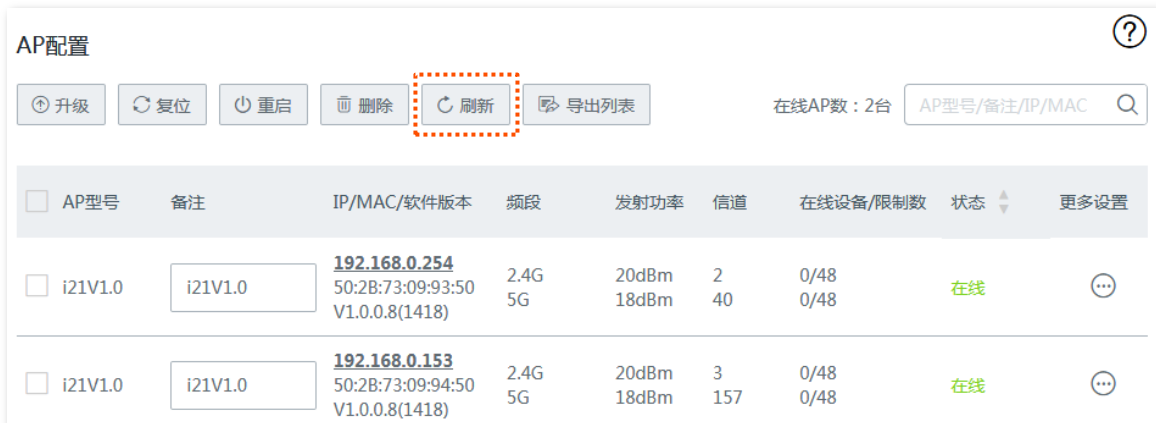 AP配置
?
升级 复位 重启 删除 刷新 导出列表 在线AP数：2台 AP型号/备注/IP/MAC
AP型号 备注 IP/MAC/软件版本 频段 发射功率 信道 在线设备/限制数 状态 更多设置
192.168.0.254
i21V1.0 i21V1.0 50:2B:73:09:93:50 2.4G 20dBm 2 0/48 在线
V1.0.0.8(1418) 5G 18dBm 40 0/48
192.168.0.153
i21V1.0 i21V1.0 50:2B:73:09:94:50 2.4G 20dBm 3 0/48 在线
V1.0.0.8(1418) 5G 18dBm 157 0/48